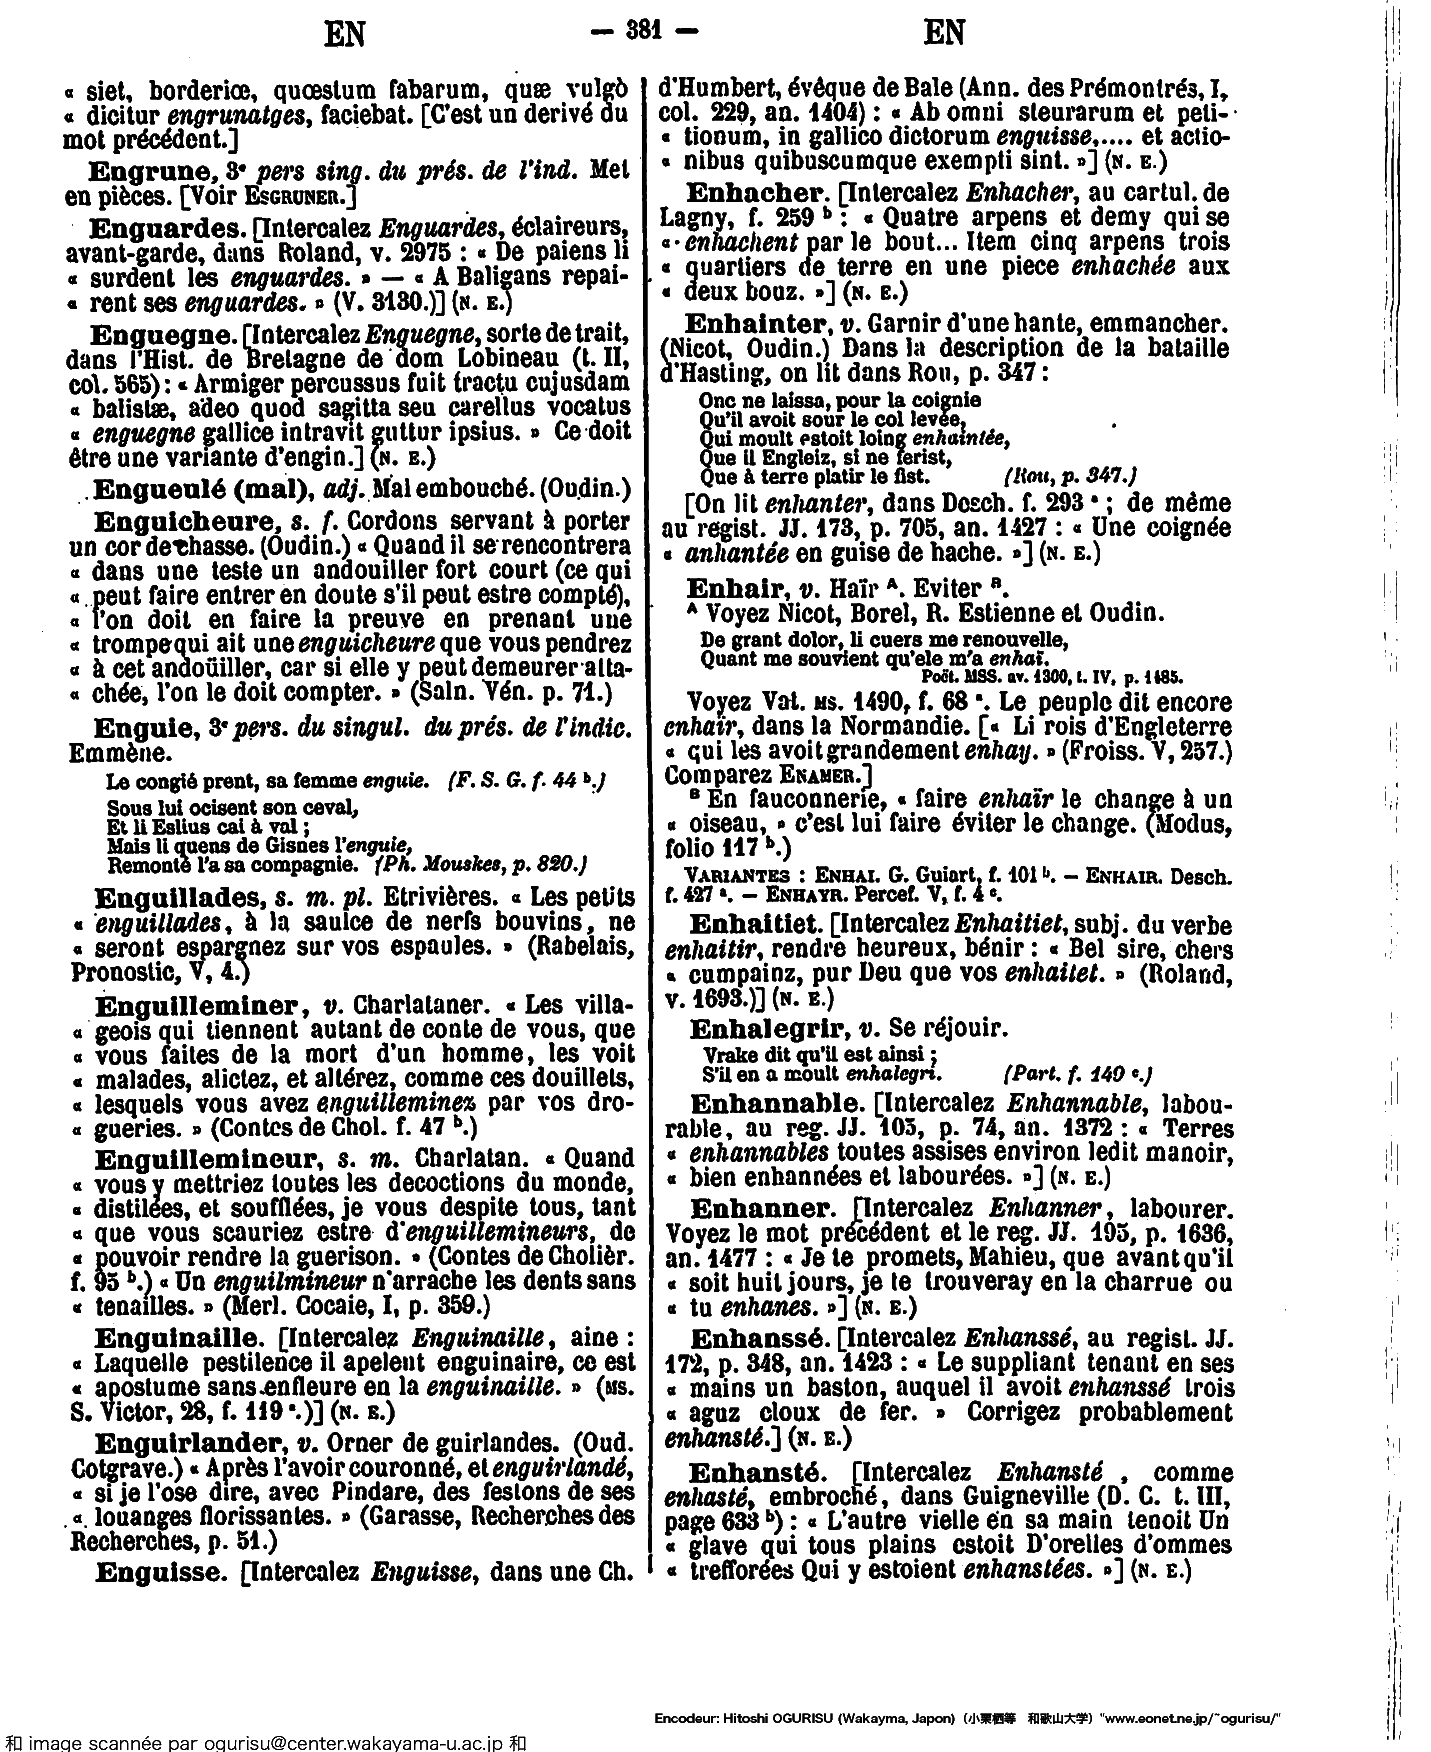 EN — 381 — EN
« siet, borderiœ, quœstum fabarum, quæ vulgò
« dicitur engrunatges, faciebat. [C'est un derivé du
mot précédent.]
Engrune, 3e pers sing. du prés. de l'ind. Met
en pièces. [Voir ESGRUNER.]
Enguardes. [Intercalez Enguardes, éclaireurs,
avant-garde, dans Roland, v. 2975 : « De paiens li
« surdent les enguardes. » — « A Baligans repai-
« rent ses enguardes. » (V. 3130.)] (N. E.)
Enguegne. [Intercalez Enguegne, sorte de trait,
dans l'Hist. de Bretagne de dom Lobineau (t. II,
col. 565) : « Armiger percussus fuit tractu cujusdam
« balistæ, adeo quod sagitta seu carellus vocatus
« enguegne gallice intravit guttur ipsius. » Ce doit
être une variante d'engin.] (N. E.)
Engueulé (mal), adj. Mal embouché. (Oudin.)
Enguicheure, s. f. Cordons servant à porter
un cor de chasse. (Oudin.) « Quand il se rencontrera
« dans une teste un andouiller fort court (ce qui
« peut faire entrer en doute s'il peut estre compté),
« l'on doit en faire la preuve en prenant une
« trompe qui ait une enguicheure que vous pendrez
« à cet andoüiller, car si elle y peut demeurer atta-
« chée, l'on le doit compter. » (Saln. Vén. p. 71.)
Enguie, 3e pers. du singul. du prés. de l'indic.
Emmène.
Le congié prent, sa femme enguie. (F. S. G. f. 44 b.)
Sous lui ocisent son ceval,
Et li Eslius cai à val ;
Mais li quens de Gisnes l'enguie,
Remonté l'a sa compagnie. (Ph. Mouskes, p. 820.)
Enguillades, s. m. pl. Etrivières. « Les petits
« enguillades, à la saulce de nerfs bouvins, ne
« seront espargnez sur vos espaules. » (Rabelais,
Pronostic, V, 4.)
Enguilleminer, v. Charlataner. « Les villa-
« geois qui tiennent autant de conte de vous, que
« vous faites de la mort d'un homme, les voit
« malades, alictez, et altérez, comme ces douillets,
« lesquels vous avez enguilleminez par vos dro-
« gueries. » (Contes de Chol. f. 47 b.)
Enguillemineur, s. m. Charlatan. « Quand
« vous y mettriez toutes les decoctions du monde,
« distilées, et soufflées, je vous despite tous, tant
« que vous scauriez estre d'enguillemineurs, de
« pouvoir rendre la guerison. » (Contes de Cholièr.
f. 95 b.) « Un enguilmineur n'arrache les dents sans
« tenailles. » (Merl. Cocaie, I, p. 359.)
Enguinaille. [Intercalez Enguinaille, aine :
« Laquelle pestilence il apelent enguinaire, ce est
« apostume sans enfleure en la enguinaille. » (MS.
S. Victor, 28, f. 119 a.)] (N. E.)
Enguirlander, v. Orner de guirlandes. (Oud.
Cotgrave.) « Après l'avoir couronné, et enguirlandé,
« si je l'ose dire, avec Pindare, des festons de ses
« louanges florissantes. » (Garasse, Recherches des
Recherches, p. 51.)
Enguisse. [Intercalez Enguisse, dans une Ch.
d'Humbert, évêque de Bale (Ann. des Prémontrés, I,
col. 229, an. 1404) : « Ab omni steurarum et peti-
« tionum, in gallico dictorum enguisse,.... et actio-
« nibus quibuscumque exempti sint. »] (N. E.)
Enhacher. [Intercalez Enhacher, au cartul. de
Lagny, f. 259 b : « Quatre arpens et demy qui se
« enhachent par le bout... Item cinq arpens trois
« quartiers de terre en une piece enhachée aux
« deux bouz. »] (N. E.)
Enhainter, v. Garnir d'une hante, emmancher.
(Nicot, Oudin.) Dans la description de la bataille
d'Hasting, on lit dans Rou, p. 347 :
Onc ne laissa, pour la coignie
Qu'il avoit sour le col levée,
Qui moult estoit loing enhaintée,
Que il Engleiz, si ne ferist,
Que à terre platir le fist. (Rou, p. 347.)
[On lit enhanter, dans Desch. f. 293 a ; de même
au regist. JJ. 173, p. 705, an. 1427 : « Une coignée
« anhantée en guise de hache. »] (N. E.)
Enhair, v. Haïr A. Eviter B.
A Voyez Nicot, Borel, R. Estienne et Oudin.
De grant dolor, li cuers me renouvelle,
Quant me souvient qu'ele m'a enhaï.
Poët. MSS. av. 1300, t. IV, p. 1485.
Voyez Vat. MS. 1490, f. 68 a. Le peuple dit encore
enhaïr, dans la Normandie. [« Li rois d'Engleterre
« qui les avoit grandement enhay. » (Froiss. V, 257.)
Comparez ENAMER.]
B En fauconnerie, « faire enhaïr le change à un
« oiseau, » c'est lui faire éviter le change. (Modus,
folio 117 b.)
VARIANTES : ENHAI. G. Guiart, f. 101 b. — ENHAIR. Desch.
f. 427 a. — ENHAYR. Percef. V, f. 4 c.
Enhaitiet. [Intercalez Enhaitiet, subj. du verbe
enhaitir, rendre heureux, bénir : « Bel sire, chers
« cumpainz, pur Deu que vos enhaitet. » (Roland,
v. 1693.)] (N. E.)
Enhalegrir, v. Se réjouir.
Vrake dit qu'il est ainsi ;
S'il en a moult enhalegri. (Part. f. 149 c.)
Enhannable. [Intercalez Enhannable, labou-
rable, au reg. JJ. 103, p. 74, an. 1372 : « Terres
« enhannables toutes assises environ ledit manoir,
« bien enhannées et labourées. »] (N. E.)
Enhanner. [Intercalez Enhanner, labourer.
Voyez le mot précédent et le reg. JJ. 195, p. 1636,
an. 1477 : « Je te promets, Mahieu, que avant qu'il
« soit huit jours, je te trouveray en la charrue ou
« tu enhanes. »] (N. E.)
Enhanssé. [Intercalez Enhanssé, au regist. JJ.
172, p. 348, an. 1423 : « Le suppliant tenant en ses
« mains un baston, auquel il avoit enhanssé trois
« aguz cloux de fer. » Corrigez probablement
enhansté.] (N. E.)
Enhansté. [Intercalez Enhansté , comme
enhasté, embroché, dans Guigneville (D. C. t. III,
page 633 b) : « L'autre vielle en sa main tenoit Un
« glave qui tous plains estoit D'orelles d'ommes
« trefforées Qui y estoient enhanstées. »] (N. E.)
Encodeur: Hitoshi OGURISU (Wakayma, Japon) (小栗栖等 和歌山大学) "www.eonet.ne.jp/~ogurisu/"
和 image scannée par ogurisu@center.wakayama-u.ac.jp 和